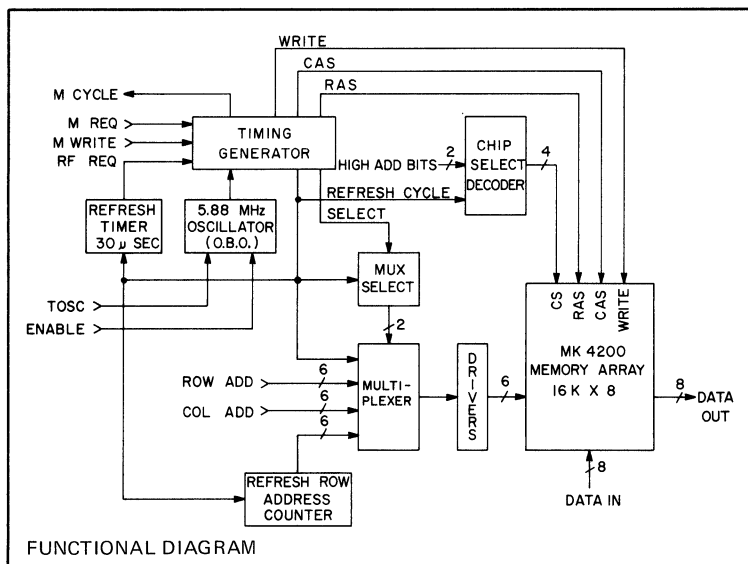 WRITE
CAS
RAS
M CYCLE
M REQ
M WRITE
RF REQ
TIMING
GENERATOR
HIGH ADD BITS
2
CHIP
SELECT
DECODER
4
REFRESH CYCLE
SELECT
REFRESH
TIMER
30 μ SEC
5.88 MHz
OSCILLATOR
(O.B.O.)
MUX
SELECT
2
TOSC
ENABLE
CS
RAS
CAS
WRITE
MK 4200
MEMORY ARRAY
16K X 8
ROW ADD
6
COL ADD
6
6
MULTI-
PLEXER
DRIVERS
6
8
DATA
OUT
8
DATA IN
REFRESH ROW
ADDRESS
COUNTER
FUNCTIONAL DIAGRAM